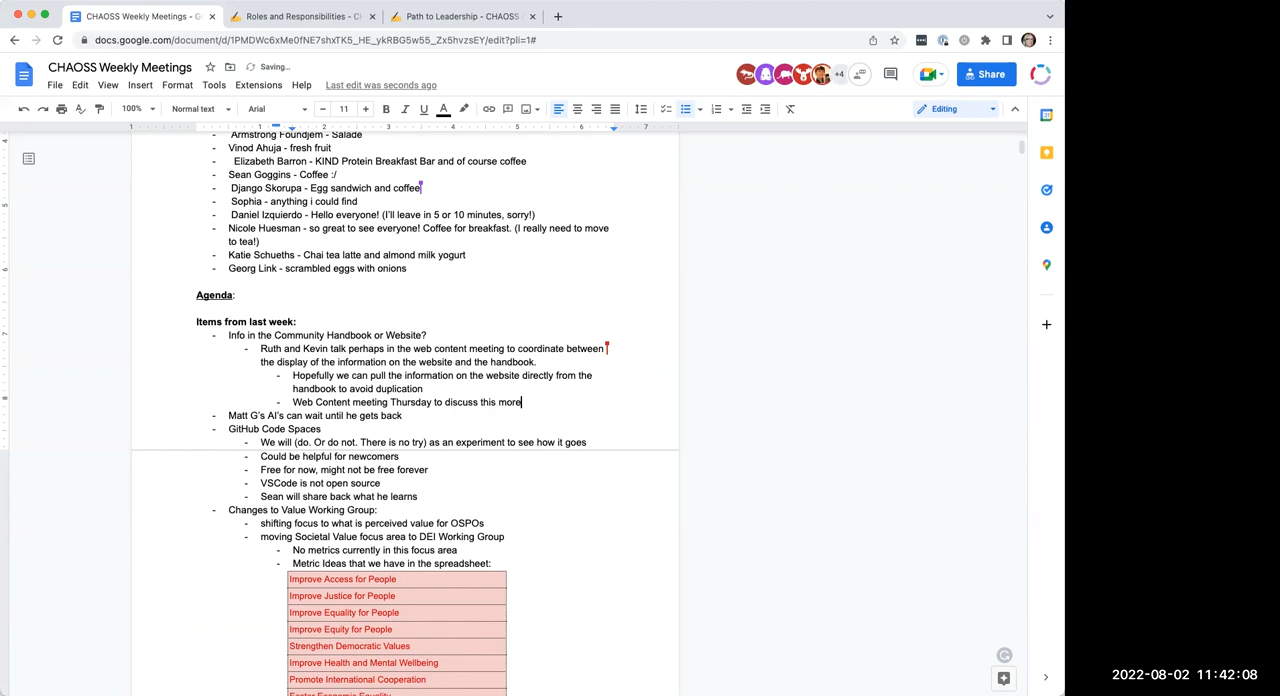 CHAOSS Weekly Meetings - G
Roles and Responsibilities - C
Path to Leadership - CHAOSS
docs.google.com/document/d/1PMDWc6xMe0fNE7shxTK5_HE_ykRBG5w55_Zx5hvzsEY/edit?pli=1#
CHAOSS Weekly Meetings
Saving...
+4
Share
File Edit View Insert Format Tools Extensions Help Last edit was seconds ago
100% Normal text Arial 11 Editing
1 1 2 3 4 5 6 7
Armstrong Foundjem - Salade
- Vinod Ahuja - fresh fruit
- Elizabeth Barron - KIND Protein Breakfast Bar and of course coffee
- Sean Goggins - Coffee :/
- Django Skorupa - Egg sandwich and coffee
- Sophia - anything i could find
- Daniel Izquierdo - Hello everyone! (I'll leave in 5 or 10 minutes, sorry!)
- Nicole Huesman - so great to see everyone! Coffee for breakfast. (I really need to move
to tea!)
- Katie Schueths - Chai tea latte and almond milk yogurt
- Georg Link - scrambled eggs with onions
Agenda:
Items from last week:
- Info in the Community Handbook or Website?
- Ruth and Kevin talk perhaps in the web content meeting to coordinate between
the display of the information on the website and the handbook.
- Hopefully we can pull the information on the website directly from the
handbook to avoid duplication
- Web Content meeting Thursday to discuss this more
- Matt G's AI's can wait until he gets back
- GitHub Code Spaces
- We will (do. Or do not. There is no try) as an experiment to see how it goes
- Could be helpful for newcomers
- Free for now, might not be free forever
- VSCode is not open source
- Sean will share back what he learns
- Changes to Value Working Group:
- shifting focus to what is perceived value for OSPOs
- moving Societal Value focus area to DEI Working Group
- No metrics currently in this focus area
- Metric Ideas that we have in the spreadsheet:
Improve Access for People
Improve Justice for People
Improve Equality for People
Improve Equity for People
Strengthen Democratic Values
Improve Health and Mental Wellbeing
Promote International Cooperation
Foster Economic Equality
2022-08-02 11:42:08